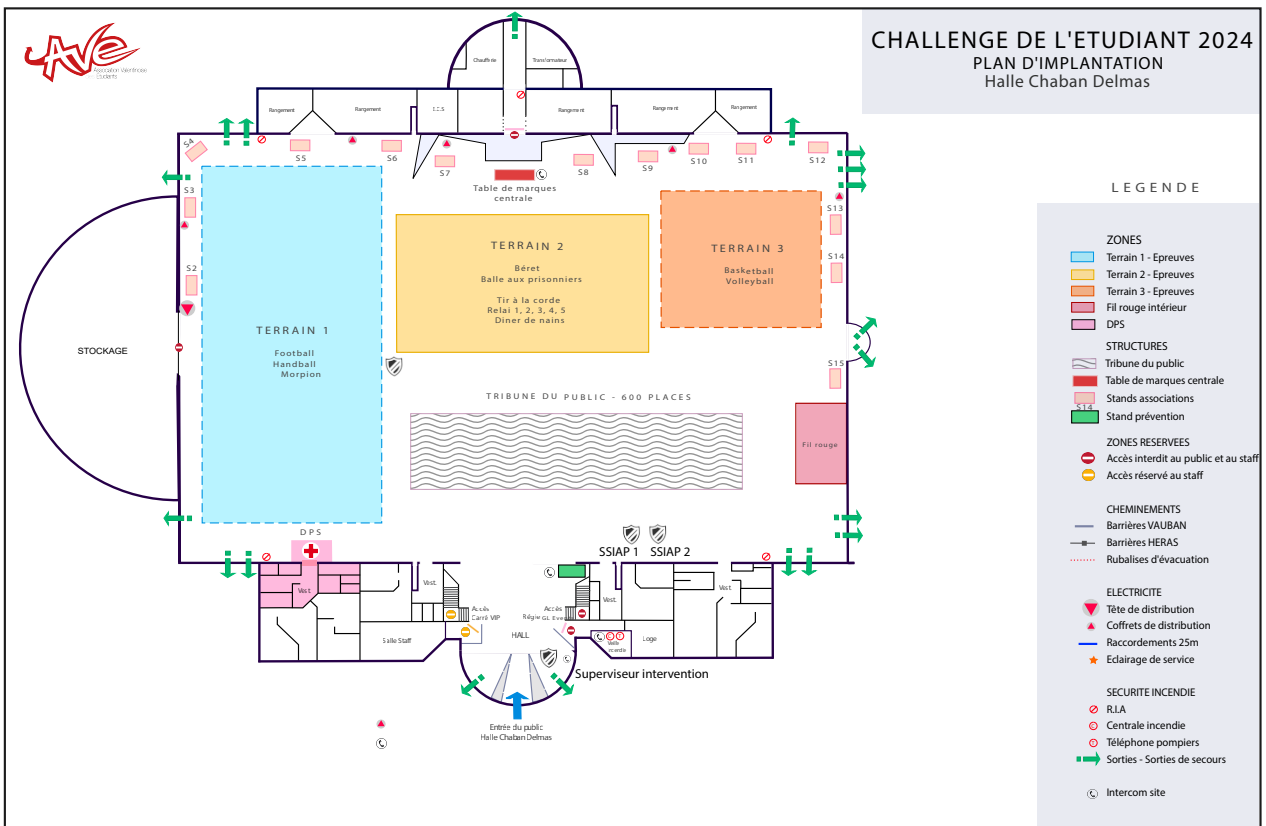 AVE
Association Valentinoise
Etudiants
CHALLENGE DE L'ETUDIANT 2024
PLAN D'IMPLANTATION
Halle Chaban Delmas
Chaufferie
Transformateur
Rangement
Rangement
Rangement
Rangement
Rangement
S4
S5
S6
S7
S8
S9
S10
S11
S12
Table de marques
centrale
S3
S2
S13
S14
S15
TERRAIN 1
Football
Handball
Morpion
TERRAIN 2
Béret
Balle aux prisonniers
Tir à la corde
Relai 1, 2, 3, 4, 5
Diner de nains
TERRAIN 3
Basketball
Volleyball
STOCKAGE
TRIBUNE DU PUBLIC - 600 PLACES
Fil rouge
DPS
SSIAP 1
SSIAP 2
Vest.
Vest.
Vest.
Vest.
Accès
Carré VIP
Accès
Régie GL Events
Salle Staff
HALL
Loge
Veille
incendie
Superviseur intervention
Entrée du public
Halle Chaban Delmas
LEGENDE
ZONES
Terrain 1 - Epreuves
Terrain 2 - Epreuves
Terrain 3 - Epreuves
Fil rouge intérieur
DPS
STRUCTURES
Tribune du public
Table de marques centrale
Stands associations
S14
Stand prévention
ZONES RESERVEES
Accès interdit au public et au staff
Accès réservé au staff
CHEMINEMENTS
Barrières VAUBAN
Barrières HERAS
Rubalises d'évacuation
ELECTRICITE
Tête de distribution
Coffrets de distribution
Raccordements 25m
Eclairage de service
SECURITE INCENDIE
R.I.A
Centrale incendie
Téléphone pompiers
Sorties - Sorties de secours
Intercom site